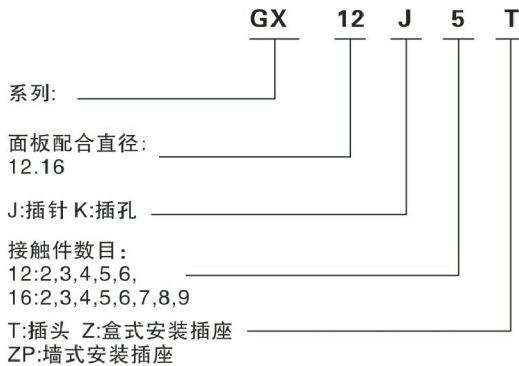 GX 12 J 5 T
系列:
面板配合直径:
12.16
J:插针 K:插孔
接触件数目:
12:2,3,4,5,6,
16:2,3,4,5,6,7,8,9
T:插头 Z:盒式安装插座
ZP:墙式安装插座